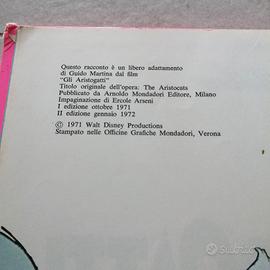 Questo racconto è un libero adattamento
di Guido Martina dal film
"Gli Aristogatti"
Titolo originale dell'opera: The Aristocats
Pubblicato da Arnoldo Mondadori Editore, Milano
Impaginazione di Ercole Arseni
I edizione ottobre 1971
II edizione gennaio 1972
© 1971 Walt Disney Productions
Stampato nelle Officine Grafiche Mondadori, Verona
subito